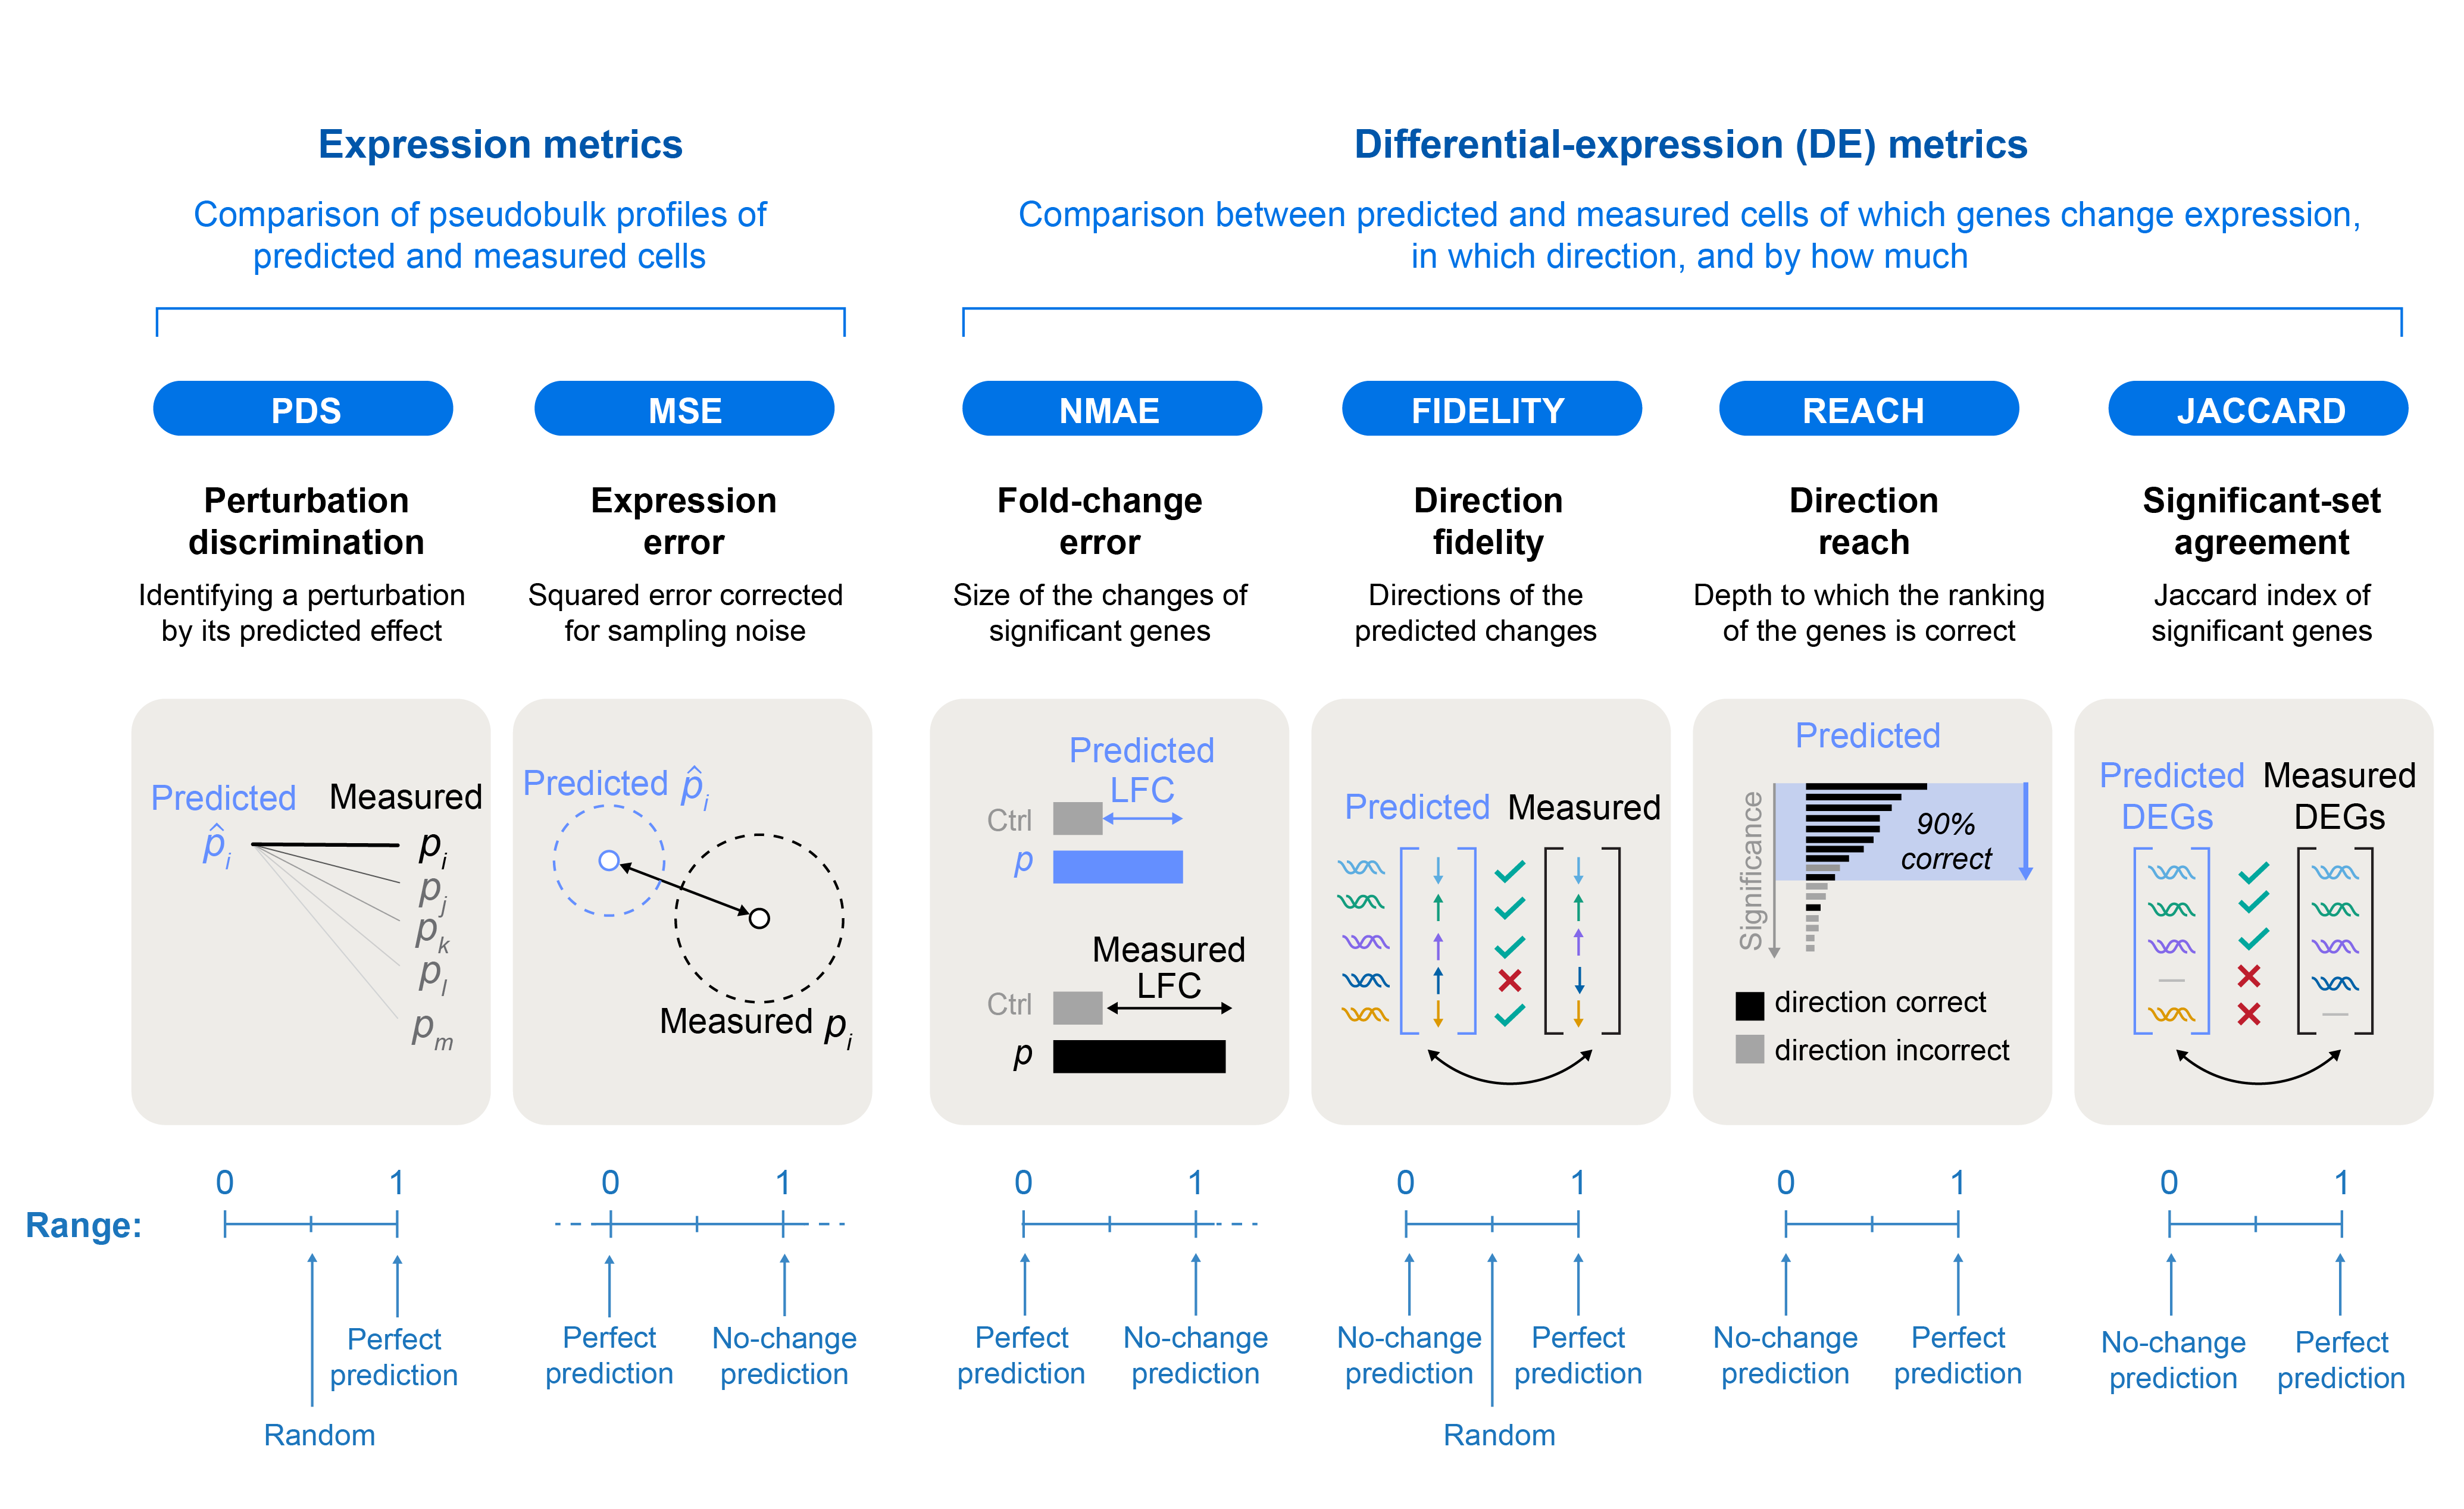 Expression metrics
Comparison of pseudobulk profiles of
predicted and measured cells
Differential-expression (DE) metrics
Comparison between predicted and measured cells of which genes change expression,
in which direction, and by how much
PDS
Perturbation
discrimination
Identifying a perturbation
by its predicted effect
Predicted
Measured
p̂i
pi
pj
pk
pl
pm
MSE
Expression
error
Squared error corrected
for sampling noise
Predicted p̂i
Measured pi
NMAE
Fold-change
error
Size of the changes of
significant genes
Predicted
LFC
Ctrl
p
Measured
LFC
Ctrl
p
FIDELITY
Direction
fidelity
Directions of the
predicted changes
Predicted
Measured
REACH
Direction
reach
Depth to which the ranking
of the genes is correct
Predicted
Significance
90%
correct
direction correct
direction incorrect
JACCARD
Significant-set
agreement
Jaccard index of
significant genes
Predicted
DEGs
Measured
DEGs
Range:
0
1
Random
Perfect
prediction
0
1
Perfect
prediction
No-change
prediction
0
1
Perfect
prediction
No-change
prediction
0
1
No-change
prediction
Random
Perfect
prediction
0
1
No-change
prediction
Perfect
prediction
0
1
No-change
prediction
Perfect
prediction